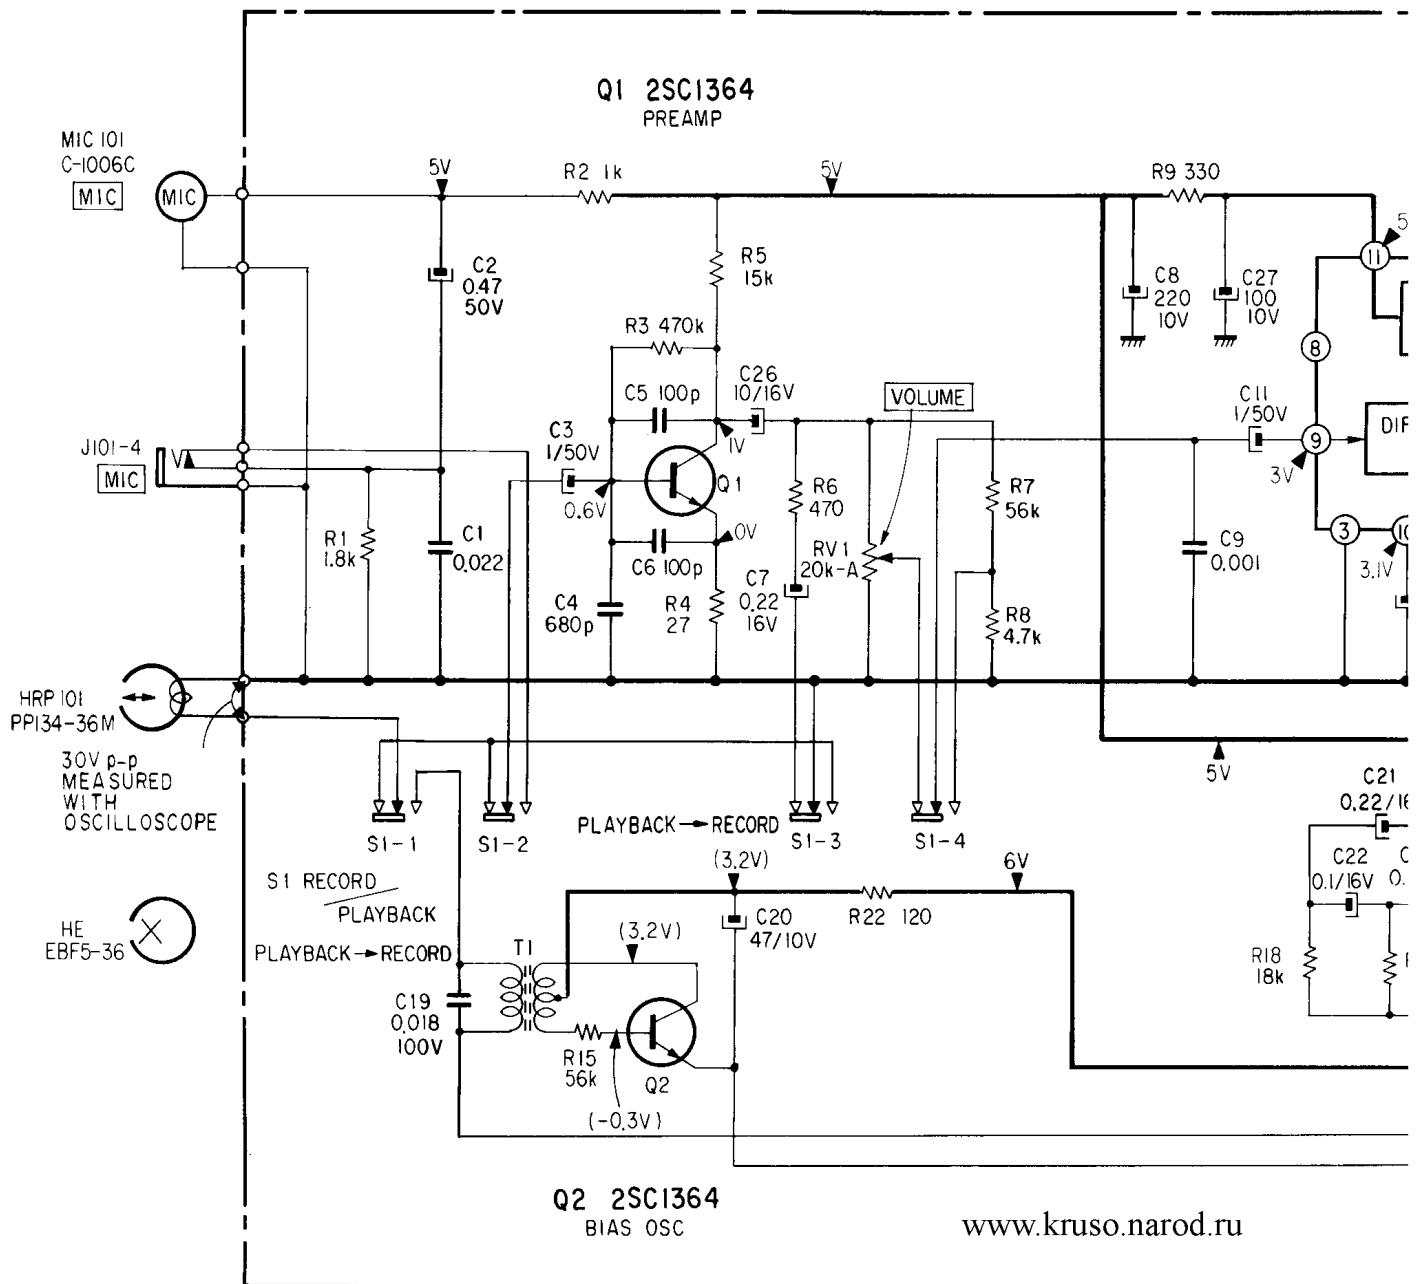 Q1 2SC1364
PREAMP
MIC 101
C-1006C
MIC
MIC
5V
R2 1k
5V
R9 330
5
11
C2
0.47
50V
R5
15k
C8
220
10V
C27
100
10V
R3 470k
8
C26
10/16V
C5 100p
VOLUME
C11
1/50V
C3
1/50V
1V
9
DIF
J101-4
MIC
Q1
3V
0.6V
R6
470
R7
56k
R1
1.8k
C1
0.022
0V
3
10
C6 100p
RV1
20k-A
C9
0.001
3.1V
C7
0.22
16V
C4
680p
R4
27
R8
4.7k
HRP 101
PP134-36M
30V p-p
MEASURED
WITH
OSCILLOSCOPE
5V
C21
0.22/16
S1-1
S1-2
PLAYBACK→RECORD
S1-3
S1-4
(3.2V)
6V
C22
0.1/16V
C
0.
S1 RECORD
PLAYBACK
HE
EBF5-36
PLAYBACK→RECORD
T1
(3.2V)
C20
47/10V
R22 120
R18
18k
C19
0.018
100V
R15
56k
Q2
(-0.3V)
Q2 2SC1364
BIAS OSC
www.kruso.narod.ru